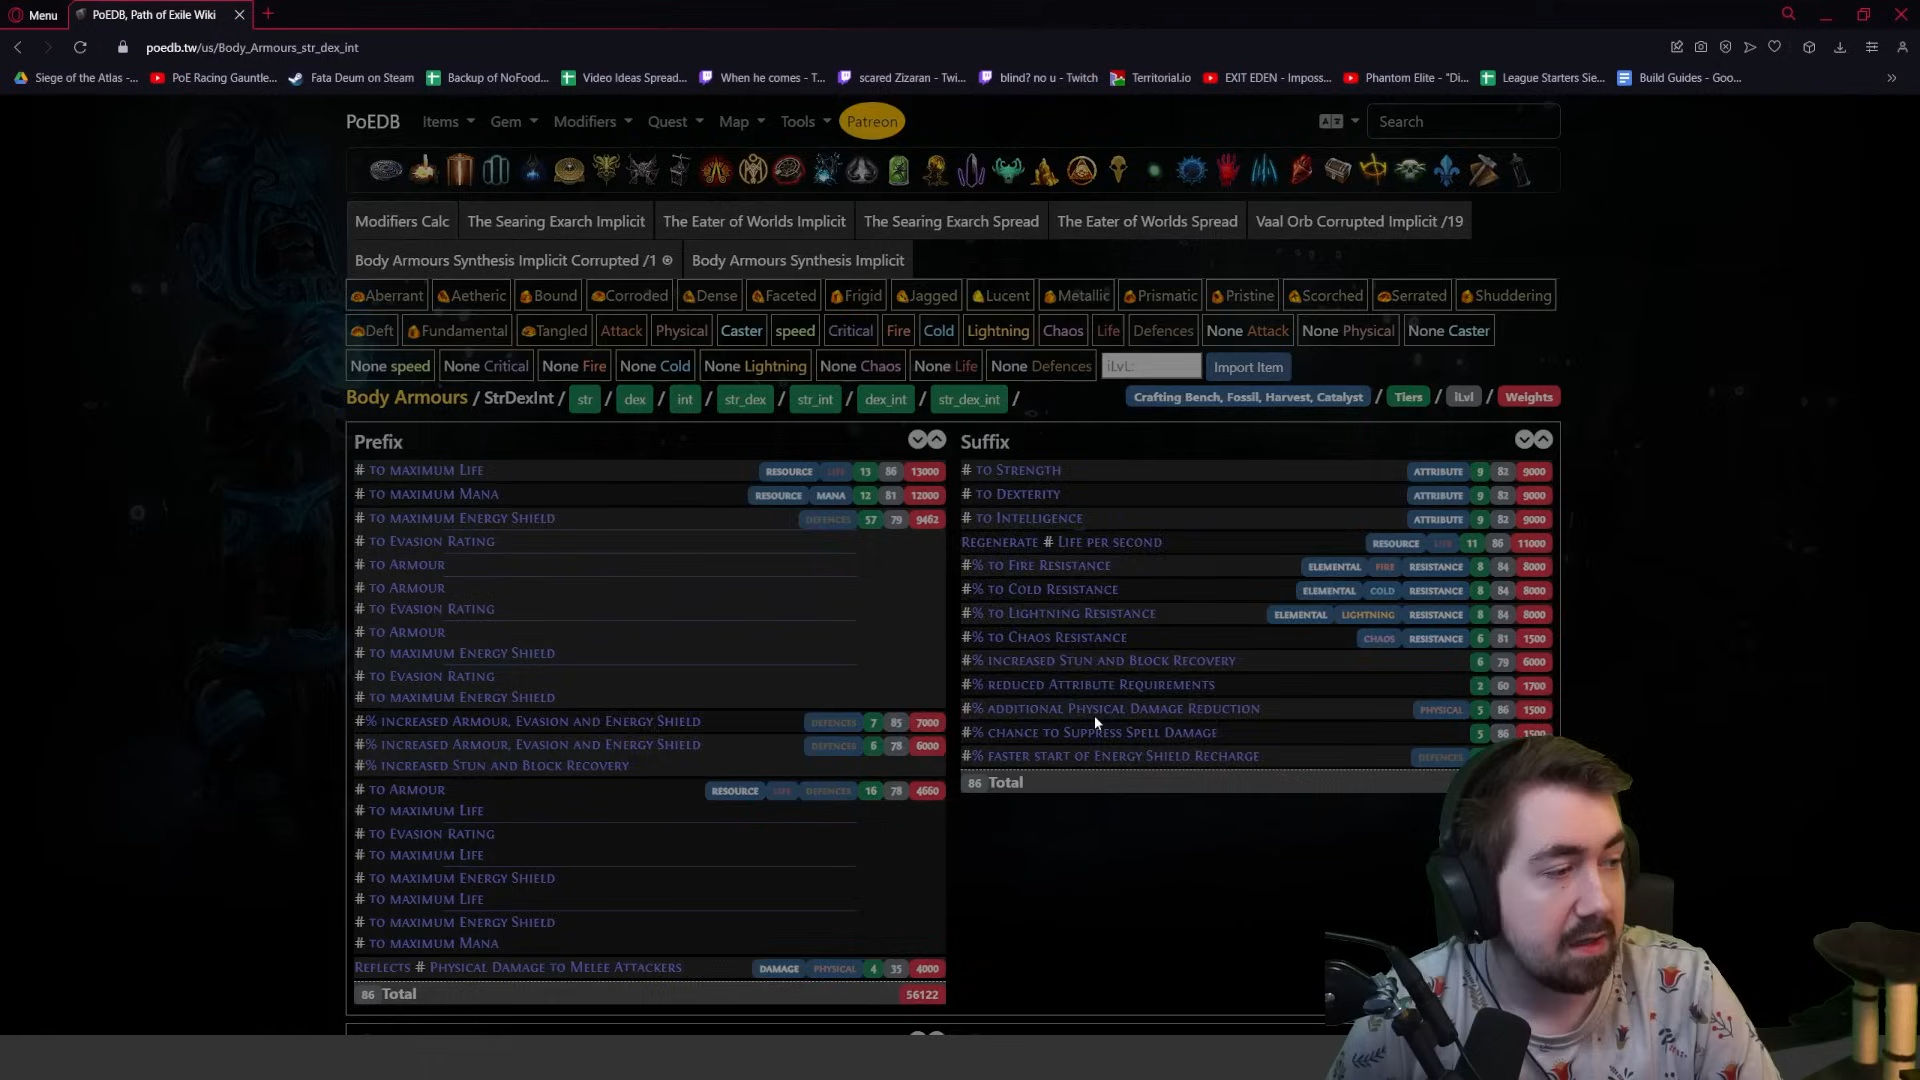 Menu
PoEDB, Path of Exile Wiki
poedb.tw/us/Body_Armours_str_dex_int
Siege of the Atlas -...
PoE Racing Gauntle...
Fata Deum on Steam
Backup of NoFood...
Video Ideas Spread...
When he comes - T...
scared Zizaran - Twi...
blind? no u - Twitch
Territorial.io
EXIT EDEN - Imposs...
Phantom Elite - "Di...
League Starters Sie...
Build Guides - Goo...
PoEDB Items Gem Modifiers Quest Map Tools Patreon Search
Modifiers Calc The Searing Exarch Implicit The Eater of Worlds Implicit The Searing Exarch Spread The Eater of Worlds Spread Vaal Orb Corrupted Implicit /19
Body Armours Synthesis Implicit Corrupted /1 Body Armours Synthesis Implicit
Aberrant Aetheric Bound Corroded Dense Faceted Frigid Jagged Lucent Metallic Prismatic Pristine Scorched Serrated Shuddering
Deft Fundamental Tangled Attack Physical Caster speed Critical Fire Cold Lightning Chaos Life Defences None Attack None Physical None Caster
None speed None Critical None Fire None Cold None Lightning None Chaos None Life None Defences iLvL: Import Item
Body Armours / StrDexInt / str / dex / int / str_dex / str_int / dex_int / str_dex_int /
Crafting Bench, Fossil, Harvest, Catalyst / Tiers / iLvl / Weights
Prefix
# to maximum Life RESOURCE LIFE 13 86 13000
# to maximum Mana RESOURCE MANA 12 81 12000
# to maximum Energy Shield DEFENCES 57 79 9462
# to Evasion Rating
# to Armour
# to Armour
# to Evasion Rating
# to Armour
# to maximum Energy Shield
# to Evasion Rating
# to maximum Energy Shield
#% increased Armour, Evasion and Energy Shield DEFENCES 7 85 7000
#% increased Armour, Evasion and Energy Shield DEFENCES 6 78 6000
#% increased Stun and Block Recovery
# to Armour RESOURCE LIFE DEFENCES 16 78 4660
# to maximum Life
# to Evasion Rating
# to maximum Life
# to maximum Energy Shield
# to maximum Life
# to maximum Energy Shield
# to maximum Mana
Reflects # Physical Damage to Melee Attackers DAMAGE PHYSICAL 4 35 4000
86 Total 56122
Suffix
# to Strength ATTRIBUTE 9 82 9000
# to Dexterity ATTRIBUTE 9 82 9000
# to Intelligence ATTRIBUTE 9 82 9000
Regenerate # Life per second RESOURCE LIFE 11 86 11000
#% to Fire Resistance ELEMENTAL FIRE RESISTANCE 8 84 8000
#% to Cold Resistance ELEMENTAL COLD RESISTANCE 8 84 8000
#% to Lightning Resistance ELEMENTAL LIGHTNING RESISTANCE 8 84 8000
#% to Chaos Resistance CHAOS RESISTANCE 6 81 1500
#% increased Stun and Block Recovery 6 79 6000
#% reduced Attribute Requirements 2 60 1700
#% additional Physical Damage Reduction PHYSICAL 5 86 1500
#% chance to Suppress Spell Damage 5 86 1500
#% faster start of Energy Shield Recharge DEFENCES
86 Total